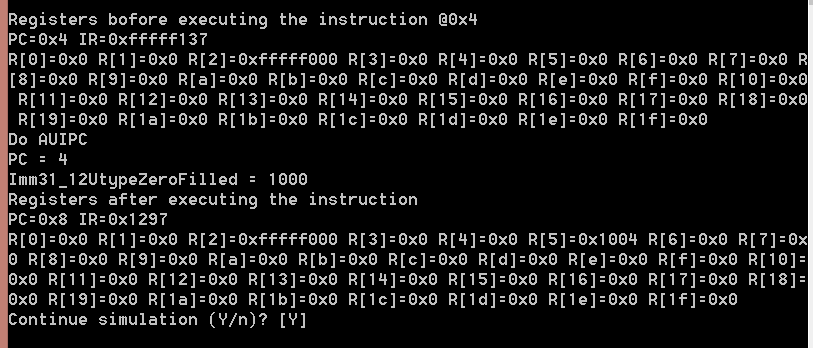 Registers bofore executing the instruction @0x4
PC=0x4 IR=0xfffff137
R[0]=0x0 R[1]=0x0 R[2]=0xfffff000 R[3]=0x0 R[4]=0x0 R[5]=0x0 R[6]=0x0 R[7]=0x0 R
[8]=0x0 R[9]=0x0 R[a]=0x0 R[b]=0x0 R[c]=0x0 R[d]=0x0 R[e]=0x0 R[f]=0x0 R[10]=0x0
R[11]=0x0 R[12]=0x0 R[13]=0x0 R[14]=0x0 R[15]=0x0 R[16]=0x0 R[17]=0x0 R[18]=0x0
R[19]=0x0 R[1a]=0x0 R[1b]=0x0 R[1c]=0x0 R[1d]=0x0 R[1e]=0x0 R[1f]=0x0
Do AUIPC
PC = 4
Imm31_12UtypeZeroFilled = 1000
Registers after executing the instruction
PC=0x8 IR=0x1297
R[0]=0x0 R[1]=0x0 R[2]=0xfffff000 R[3]=0x0 R[4]=0x0 R[5]=0x1004 R[6]=0x0 R[7]=0x
0 R[8]=0x0 R[9]=0x0 R[a]=0x0 R[b]=0x0 R[c]=0x0 R[d]=0x0 R[e]=0x0 R[f]=0x0 R[10]=
0x0 R[11]=0x0 R[12]=0x0 R[13]=0x0 R[14]=0x0 R[15]=0x0 R[16]=0x0 R[17]=0x0 R[18]=
0x0 R[19]=0x0 R[1a]=0x0 R[1b]=0x0 R[1c]=0x0 R[1d]=0x0 R[1e]=0x0 R[1f]=0x0
Continue simulation (Y/n)? [Y]